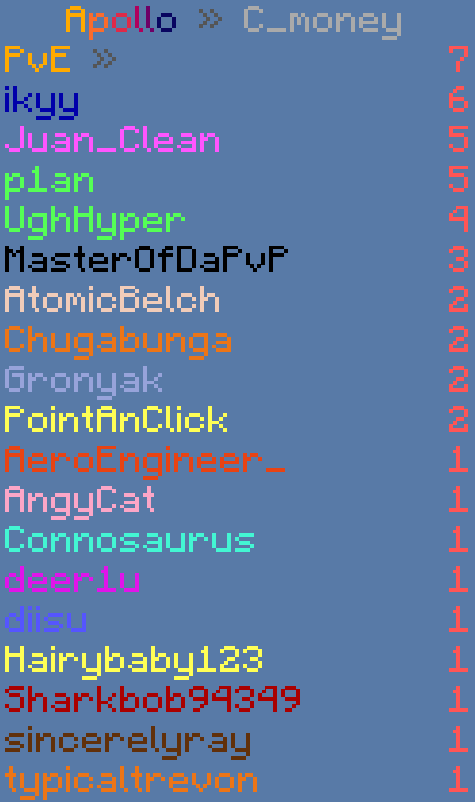 Apollo » C_money
PvE » 7
ikyy 6
Juan_Clean 5
p1an 5
UghHyper 4
MasterOfDaPvP 3
AtomicBelch 2
Chugabunga 2
Gronyak 2
PointAnClick 2
AeroEngineer_ 1
AngyCat 1
Connosaurus 1
deer1u 1
diisu 1
Hairybaby123 1
Sharkbob94349 1
sincerelyray 1
typicaltrevon 1